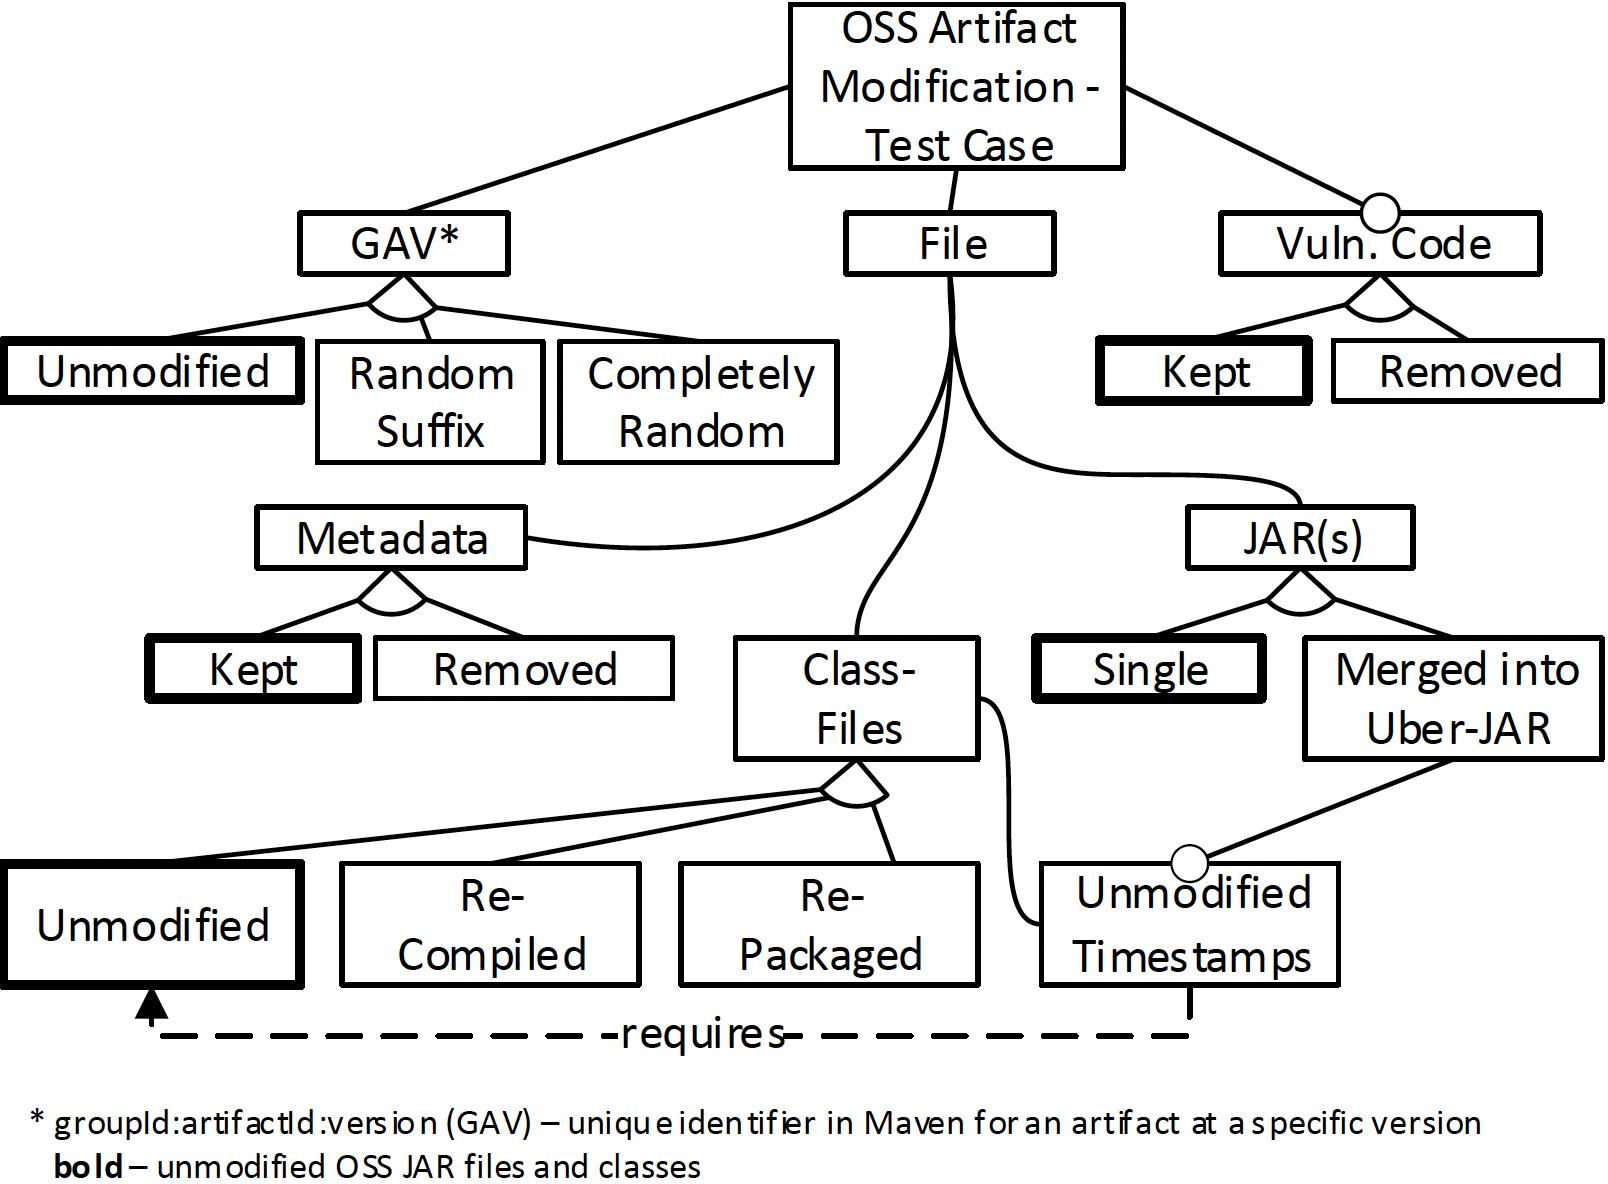 OSS Artifact
Modification -
Test Case
GAV*
File
Vuln. Code
Unmodified
Random
Suffix
Completely
Random
Kept
Removed
Metadata
JAR(s)
Kept
Removed
Class-
Files
Single
Merged into
Uber-JAR
Unmodified
Re-
Compiled
Re-
Packaged
Unmodified
Timestamps
requires
* groupId:artifactId:version (GAV) – unique identifier in Maven for an artifact at a specific version
bold – unmodified OSS JAR files and classes